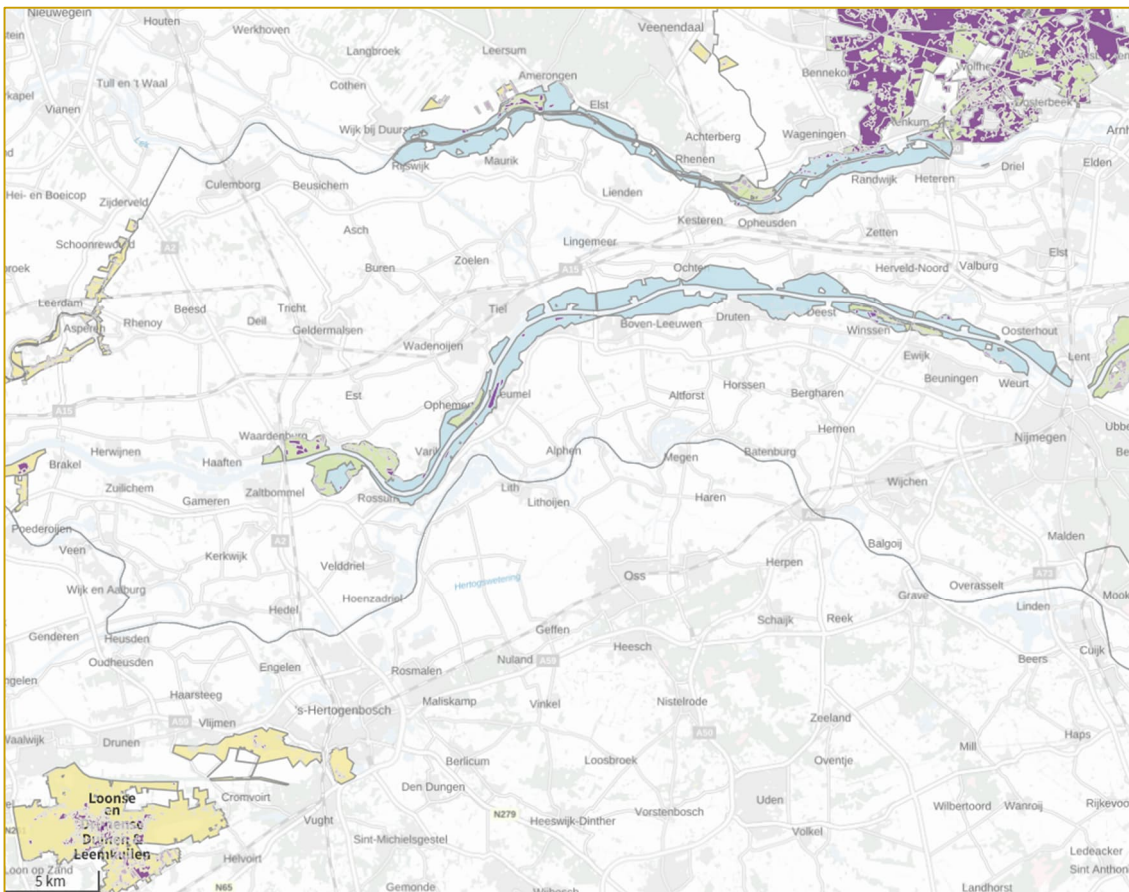 Nieuwegein
Houten
Werkhoven
Langbroek
Leersum
Veenendaal
Tull en 't Waal
Cothen
Amerongen
Elst
Vianen
Lek
Wijk bij Duurs
Rijswijk
Maurik
Achterberg
Wageningen
Oosterbeek
Elden
Driel
Rhenen
Lienden
Randwijk
Heteren
Hei- en Boeicop
Zijderveld
Culemborg
Beusichem
Kesteren
Opheusden
Asch
Schoonrewoerd
A2
Lingemeer
Zetten
Elst
Buren
Zoelen
A15
Ochten
Herveld-Noord
Valburg
Leerdam
Beesd
Tricht
Tiel
Asperen
Rhenoy
Deil
Geldermalsen
Boven-Leeuwen
Druten
Deest
Winssen
Oosterhout
Wadenoijen
Ewijk
Lent
Beuningen
Weurt
Est
Horssen
Altforst
Bergharen
A15
Hernen
Waardenburg
Nijmegen
Herwijnen
Haaften
Brakel
Alphen
Megen
Batenburg
Zuilichem
Gameren
Zaltbommel
Rossum
Lith
Lithoijen
Haren
Wijchen
Poederoijen
Veen
A2
Malden
Kerkwijk
Velddriel
Balgoij
Wijk en Aalburg
Hertogswetering
Oss
Herpen
A73
Hoenzadriel
Overasselt
Hedel
Grave
Linden
Genderen
Heusden
Geffen
Schaijk
Reek
Heesch
Cuijk
Oudheusden
Engelen
Rosmalen
Nuland
A59
Beers
Haarsteeg
Maliskamp
Vinkel
Nistelrode
's-Hertogenbosch
A59
Vlijmen
Zeeland
Waalwijk
Drunen
A50
Mill
Haps
Berlicum
Loosbroek
Oventje
Den Dungen
Cromvoirt
Uden
Loonse
en
Drunense
Duinen &
Leemkuilen
Vught
N279
Heeswijk-Dinther
Vorstenbosch
Wilbertoord
Wanroij
Volkel
Sint-Michielsgestel
Helvoirt
Ledeacker
Loon op Zand
5 km
N65
Gemonde
Landhorst